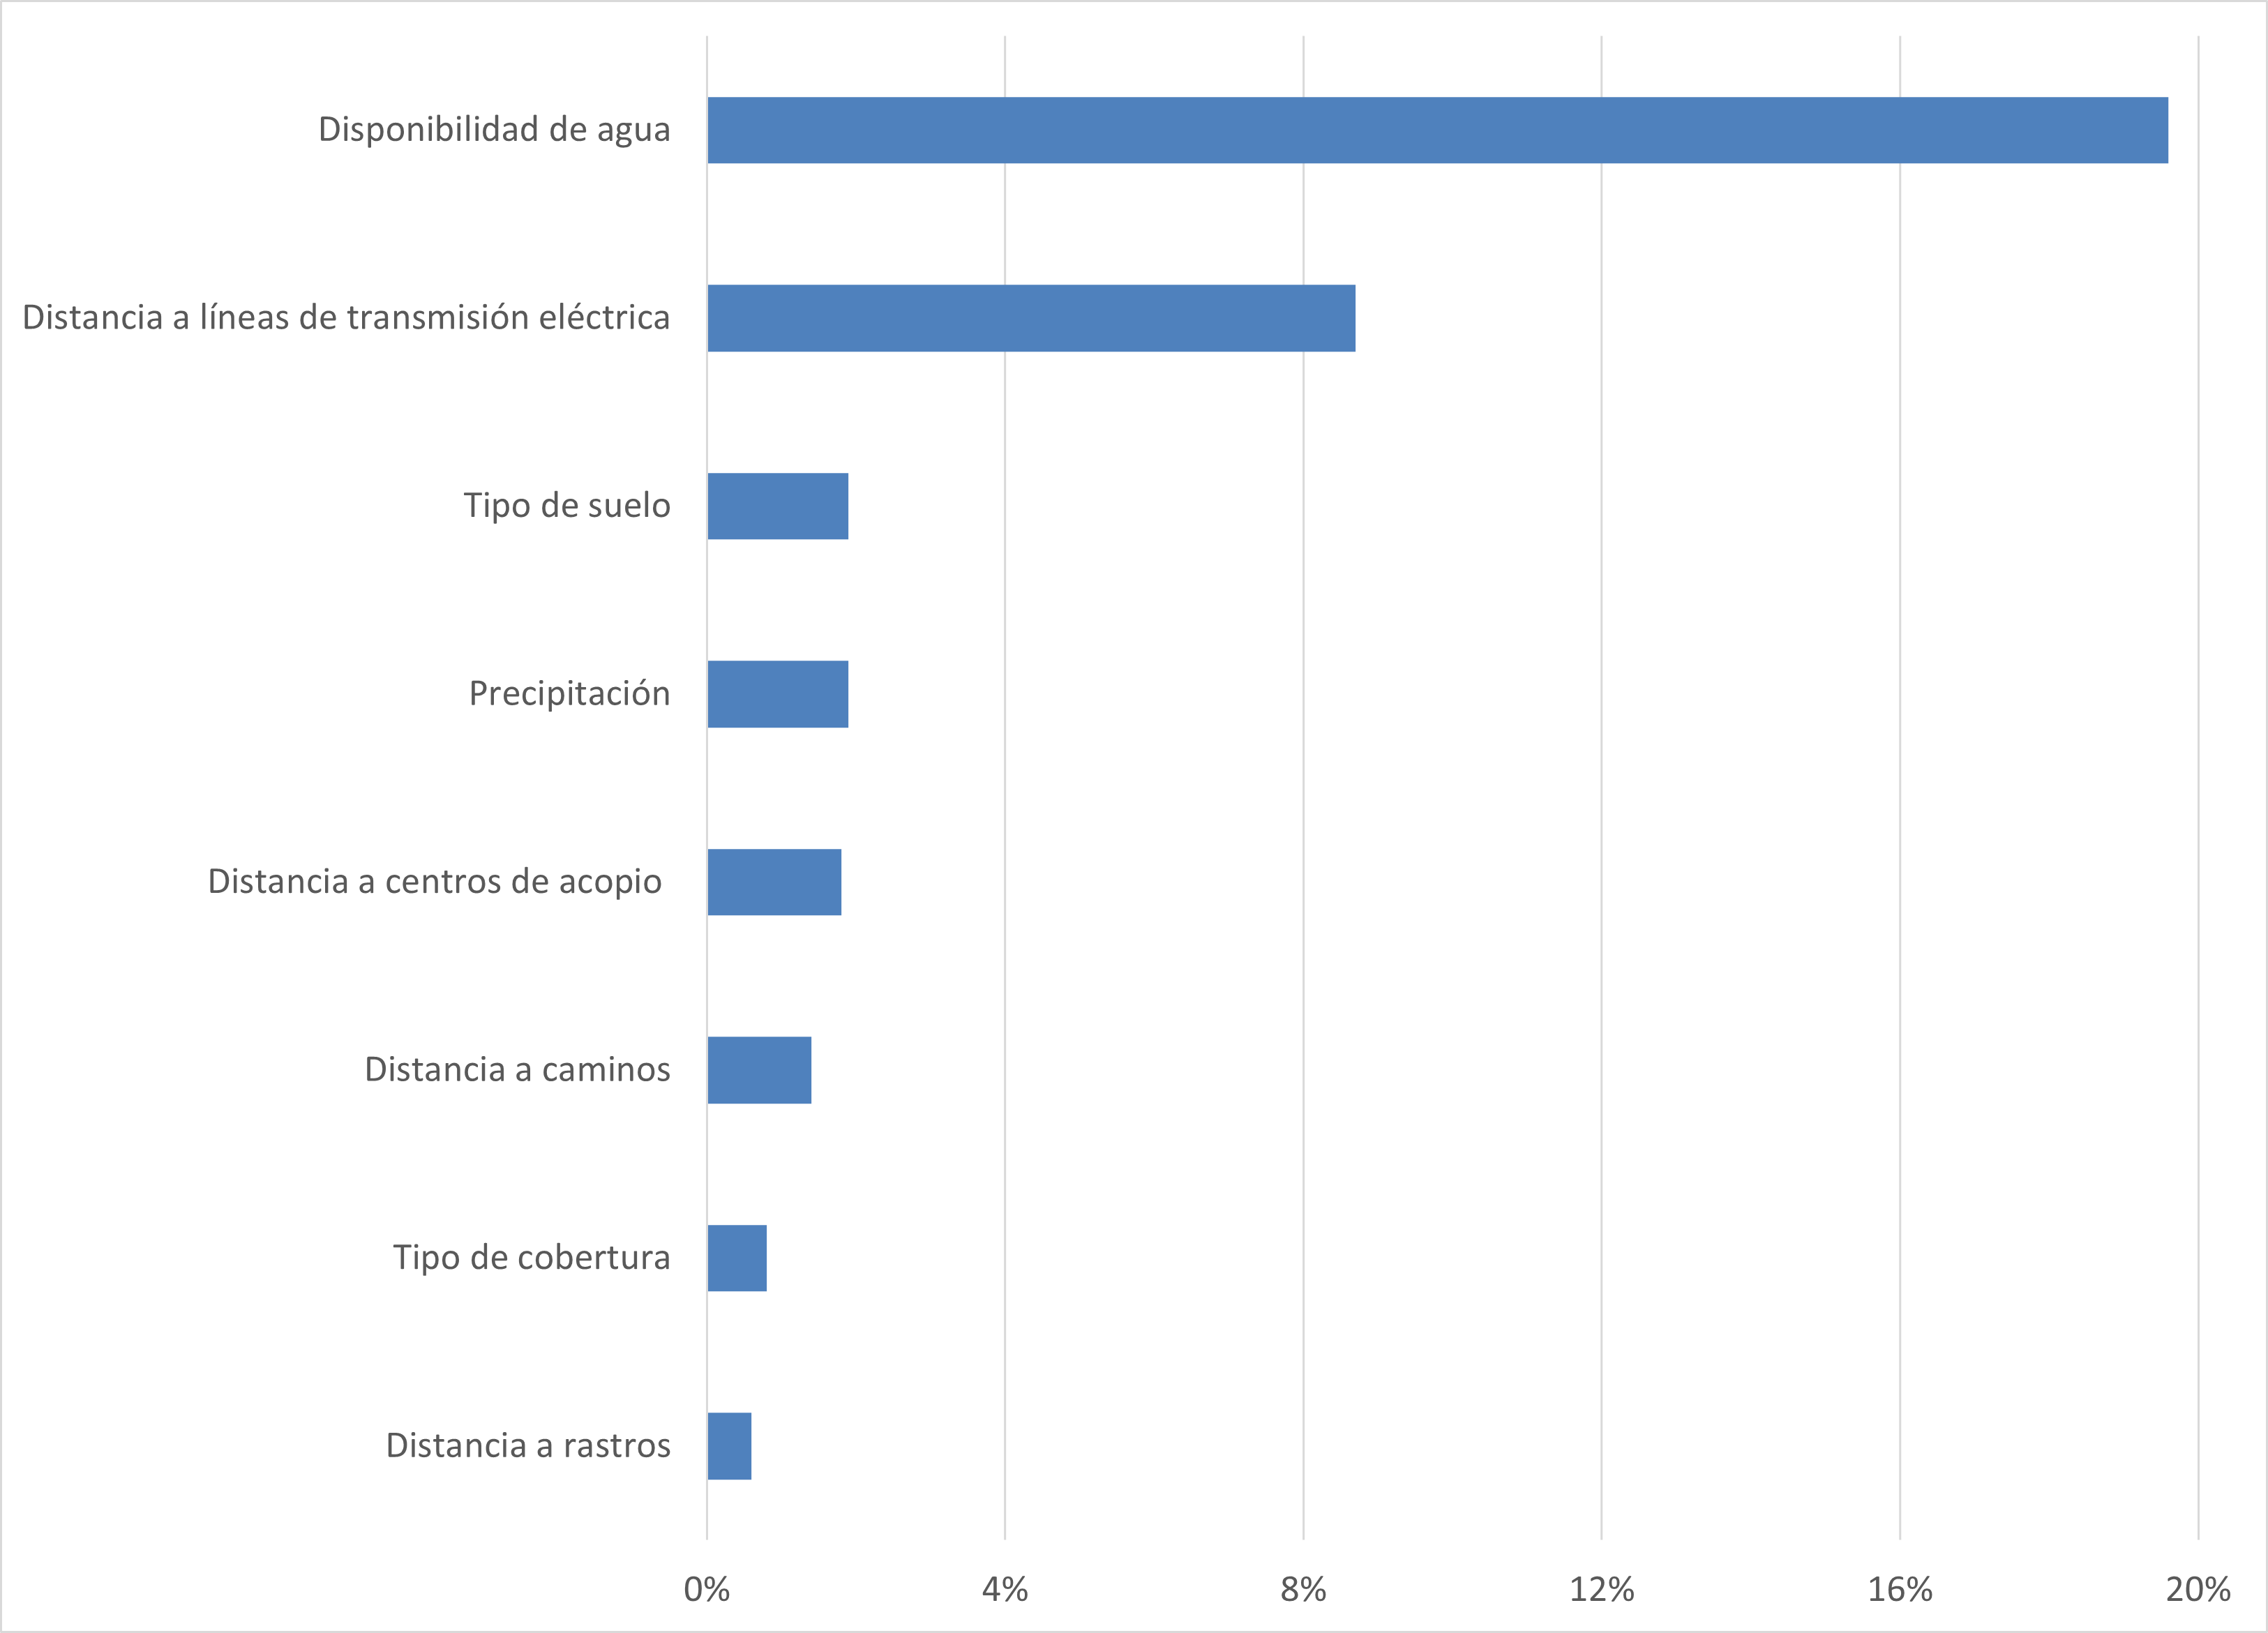 Disponibilidad de agua
Distancia a líneas de transmisión eléctrica
Tipo de suelo
Precipitación
Distancia a centros de acopio
Distancia a caminos
Tipo de cobertura
Distancia a rastros
0% 4% 8% 12% 16% 20%